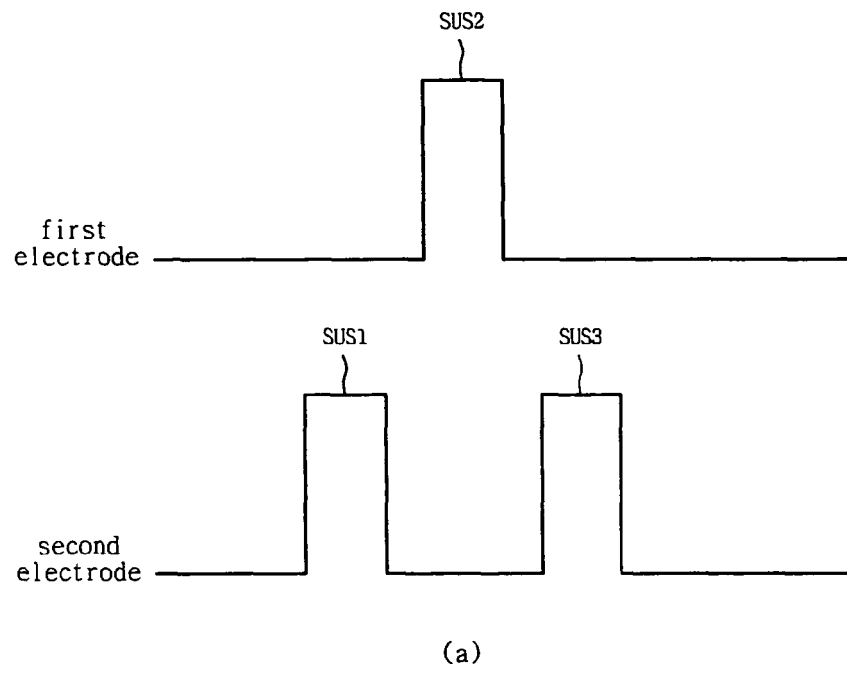 SUS2
first
electrode
SUS1
SUS3
second
electrode
(a)